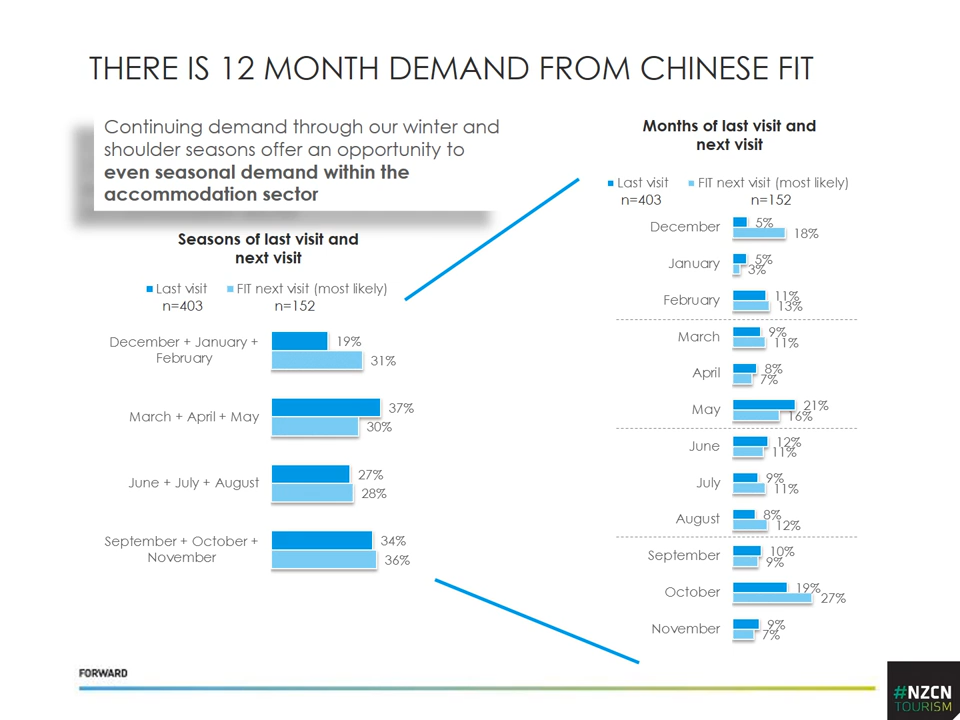 THERE IS 12 MONTH DEMAND FROM CHINESE FIT
Continuing demand through our winter and
shoulder seasons offer an opportunity to
even seasonal demand within the
accommodation sector
Seasons of last visit and
next visit
Last visit FIT next visit (most likely)
n=403 n=152
December + January +
February
19%
31%
March + April + May
37%
30%
June + July + August
27%
28%
September + October +
November
34%
36%
Months of last visit and
next visit
Last visit FIT next visit (most likely)
n=403 n=152
December
5%
18%
January
5%
3%
February
11%
13%
March
9%
11%
April
8%
7%
May
21%
16%
June
12%
11%
July
9%
11%
August
8%
12%
September
10%
9%
October
19%
27%
November
9%
7%
FORWARD
#NZCN
TOURISM